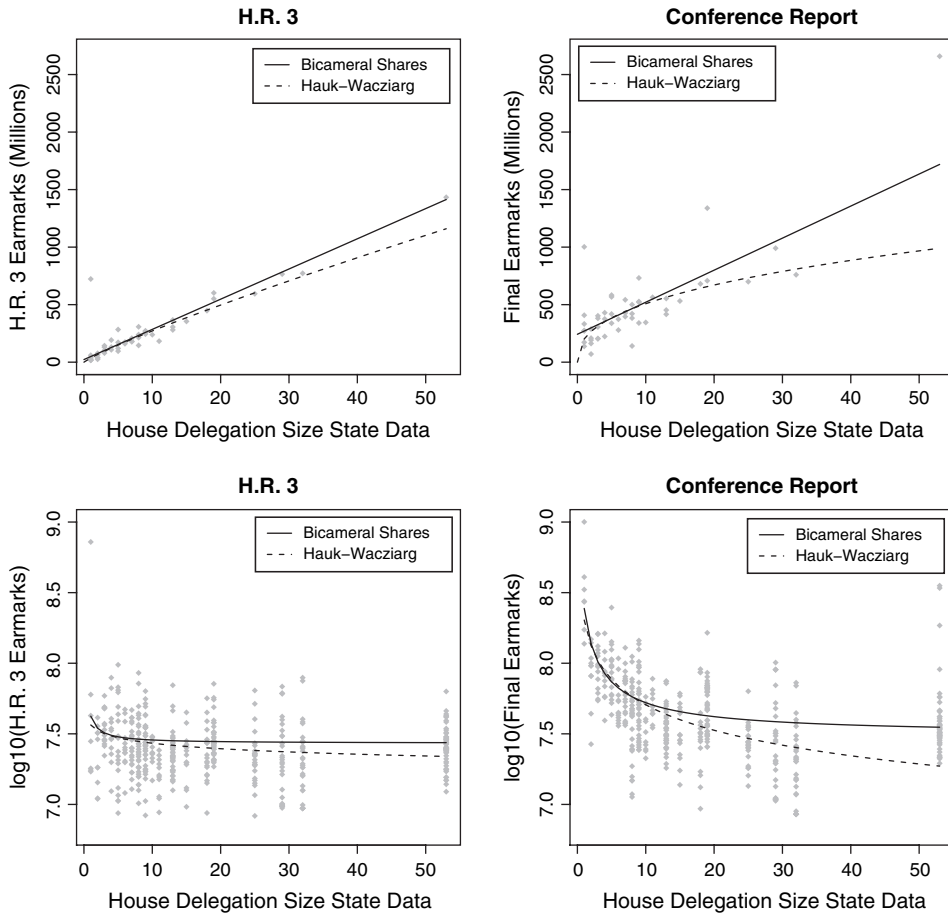 H.R. 3
H.R. 3 Earmarks (Millions)
2500
2000
1500
1000
500
0
Bicameral Shares
Hauk−Wacziarg
0 10 20 30 40 50
House Delegation Size State Data
Conference Report
Final Earmarks (Millions)
2500
2000
1500
1000
500
0
Bicameral Shares
Hauk−Wacziarg
0 10 20 30 40 50
House Delegation Size State Data
H.R. 3
log10(H.R. 3 Earmarks)
9.0
8.5
8.0
7.5
7.0
Bicameral Shares
Hauk−Wacziarg
0 10 20 30 40 50
House Delegation Size State Data
Conference Report
log10(Final Earmarks)
9.0
8.5
8.0
7.5
7.0
Bicameral Shares
Hauk−Wacziarg
0 10 20 30 40 50
House Delegation Size State Data